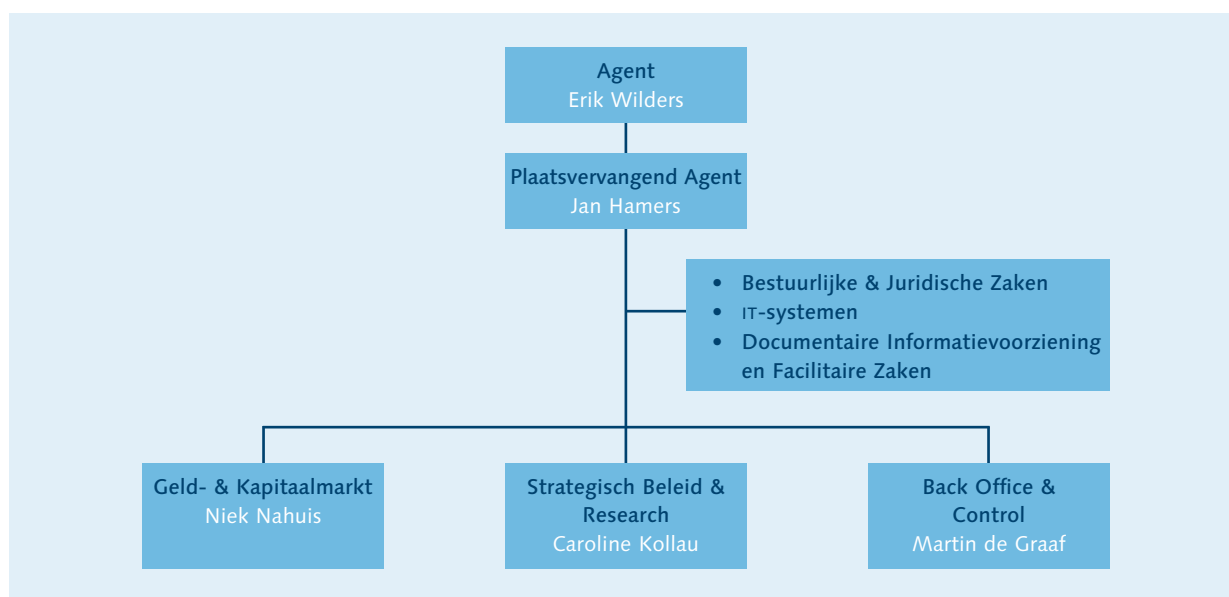 Agent
Erik Wilders
Plaatsvervangend Agent
Jan Hamers
• Bestuurlijke & Juridische Zaken
• IT-systemen
• Documentaire Informatievoorziening
en Facilitaire Zaken
Geld- & Kapitaalmarkt
Niek Nahuis
Strategisch Beleid &
Research
Caroline Kollau
Back Office &
Control
Martin de Graaf